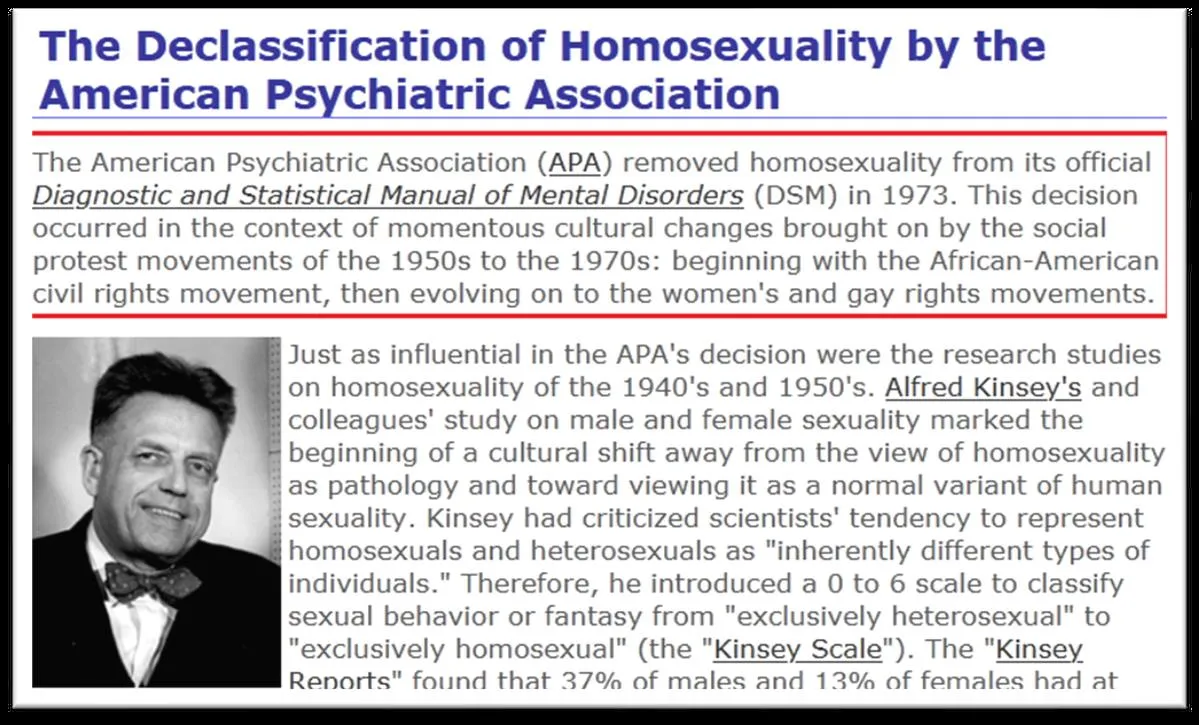 The Declassification of Homosexuality by the
American Psychiatric Association
The American Psychiatric Association (APA) removed homosexuality from its official
Diagnostic and Statistical Manual of Mental Disorders (DSM) in 1973. This decision
occurred in the context of momentous cultural changes brought on by the social
protest movements of the 1950s to the 1970s: beginning with the African-American
civil rights movement, then evolving on to the women's and gay rights movements.
Just as influential in the APA's decision were the research studies
on homosexuality of the 1940's and 1950's. Alfred Kinsey's and
colleagues' study on male and female sexuality marked the
beginning of a cultural shift away from the view of homosexuality
as pathology and toward viewing it as a normal variant of human
sexuality. Kinsey had criticized scientists' tendency to represent
homosexuals and heterosexuals as "inherently different types of
individuals." Therefore, he introduced a 0 to 6 scale to classify
sexual behavior or fantasy from "exclusively heterosexual" to
"exclusively homosexual" (the "Kinsey Scale"). The "Kinsey
Reports" found that 37% of males and 13% of females had at